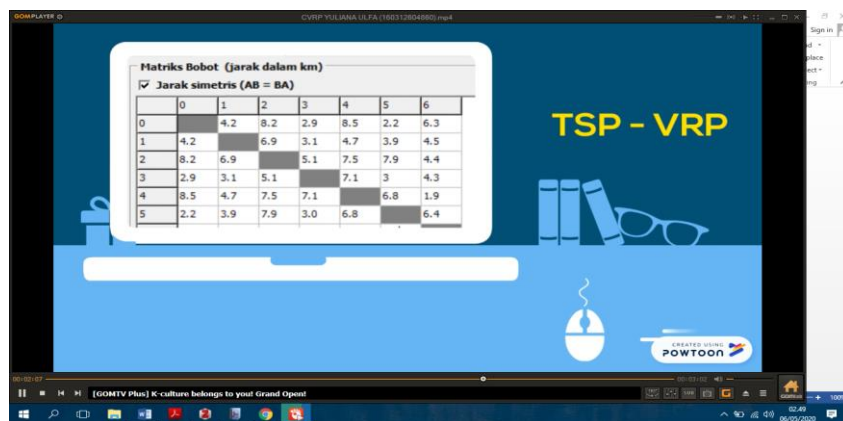 GOMPLAYER
CVRP YULIANA ULFA (160312604660).mp4
Sign in
place
ect
ing
Matriks Bobot (jarak dalam km)
Jarak simetris (AB = BA)
0 1 2 3 4 5 6
0 4.2 8.2 2.9 8.5 2.2 6.3
1 4.2 6.9 3.1 4.7 3.9 4.5
2 8.2 6.9 5.1 7.5 7.9 4.4
3 2.9 3.1 5.1 7.1 3 4.3
4 8.5 4.7 7.5 7.1 6.8 1.9
5 2.2 3.9 7.9 3.0 6.8 6.4
TSP - VRP
CREATED USING
POWTOON
00:02:07
[GOMTV Plus] K-culture belongs to you! Grand Open!
02.49
06/05/2020